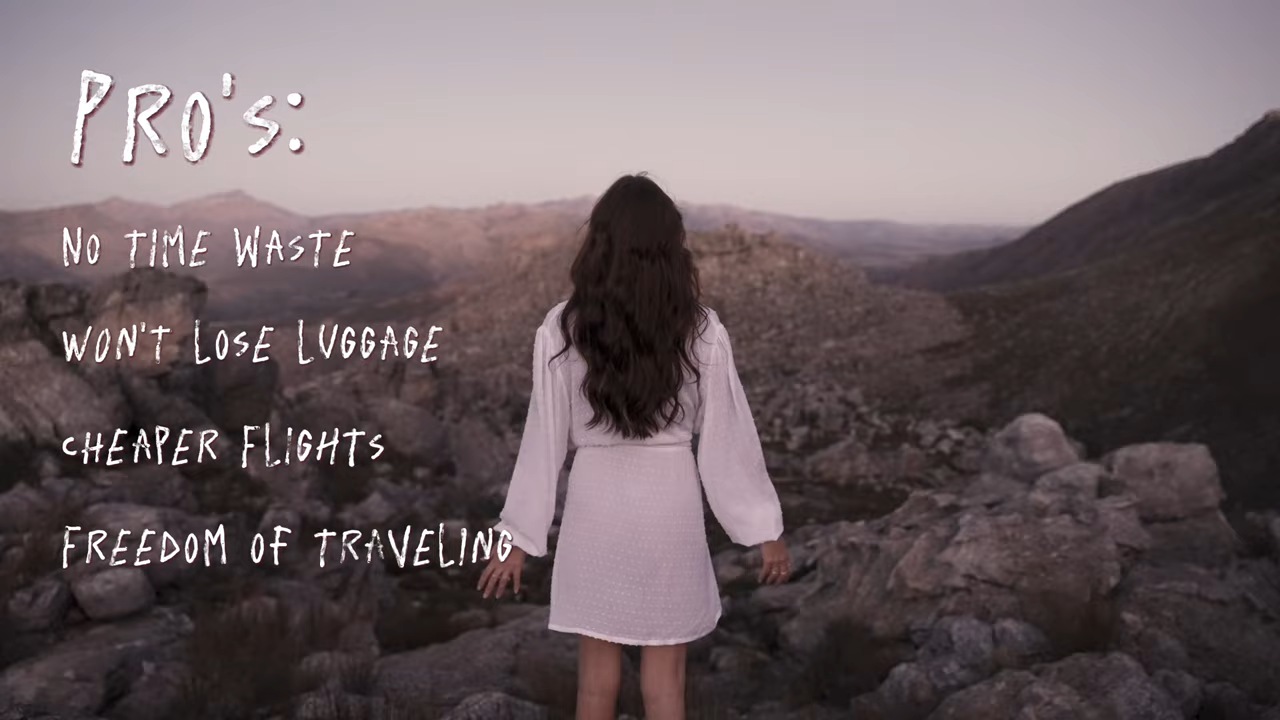 PRO's:
NO TIME WASTE
WON'T LOSE LUGGAGE
CHEAPER FLIGHTS
FREEDOM OF TRAVELING